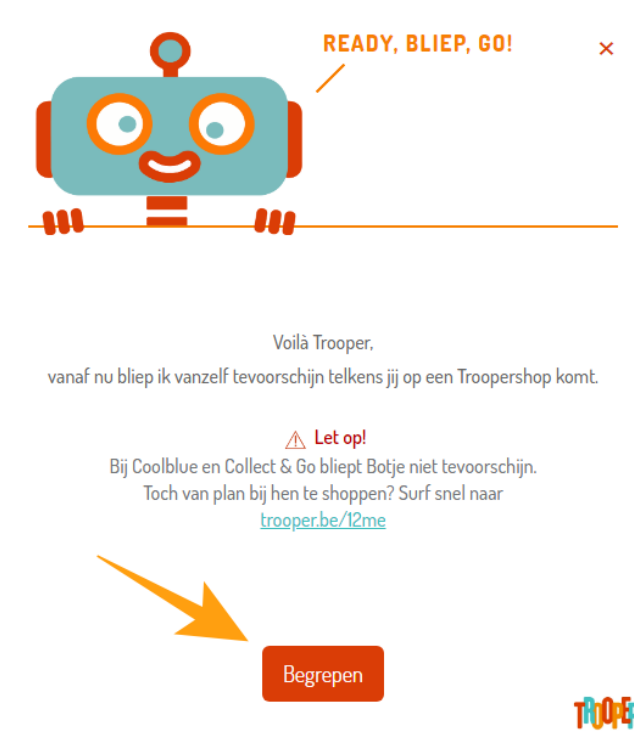 READY, BLIEP, GO!
Voilà Trooper,
vanaf nu bliep ik vanzelf tevoorschijn telkens jij op een Troopershop komt.
Let op!
Bij Coolblue en Collect & Go bliept Botje niet tevoorschijn.
Toch van plan bij hen te shoppen? Surf snel naar
trooper.be/12me
Begrepen
TROOPER